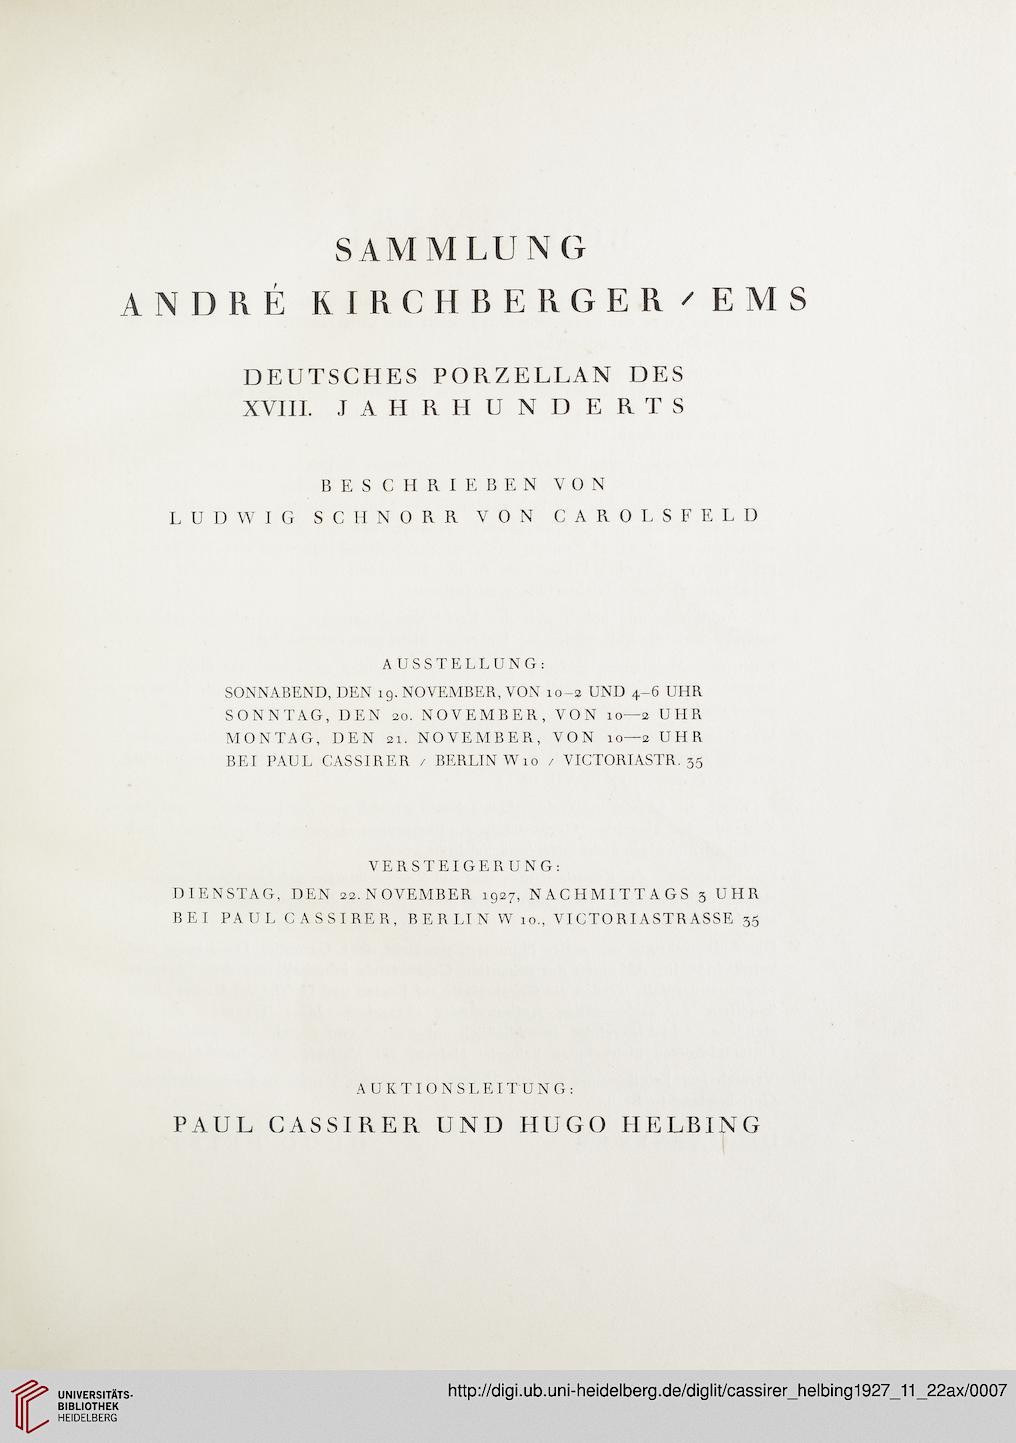 SAMMLUNG
ANDRÉ KIRCHBERGER / EMS
DEUTSCHES PORZELLAN DES
XVIII. JAHRHUNDERTS
BESCHRIEBEN VON
LUDWIG SCHNORR VON CAROLSFELD
AUSSTELLUNG:
SONNABEND, DEN 19. NOVEMBER, VON 10–2 UND 4–6 UHR
SONNTAG, DEN 20. NOVEMBER, VON 10—2 UHR
MONTAG, DEN 21. NOVEMBER, VON 10—2 UHR
BEI PAUL CASSIRER / BERLIN W 10 / VICTORIASTR. 35
VERSTEIGERUNG:
DIENSTAG, DEN 22. NOVEMBER 1927, NACHMITTAGS 3 UHR
BEI PAUL CASSIRER, BERLIN W 10., VICTORIASTRASSE 35
AUKTIONSLEITUNG:
PAUL CASSIRER UND HUGO HELBING
UNIVERSITÄTS-
BIBLIOTHEK
HEIDELBERG
http://digi.ub.uni-heidelberg.de/diglit/cassirer_helbing1927_11_22ax/0007